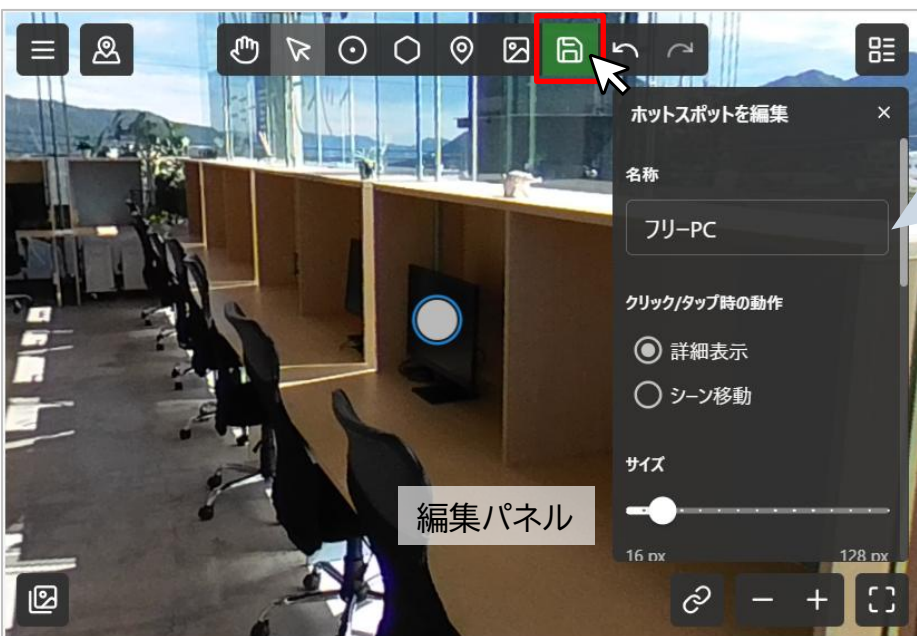 ホットスポットを編集
名称
フリーPC
クリック/タップ時の動作
詳細表示
シーン移動
サイズ
16 px
128 px
編集パネル